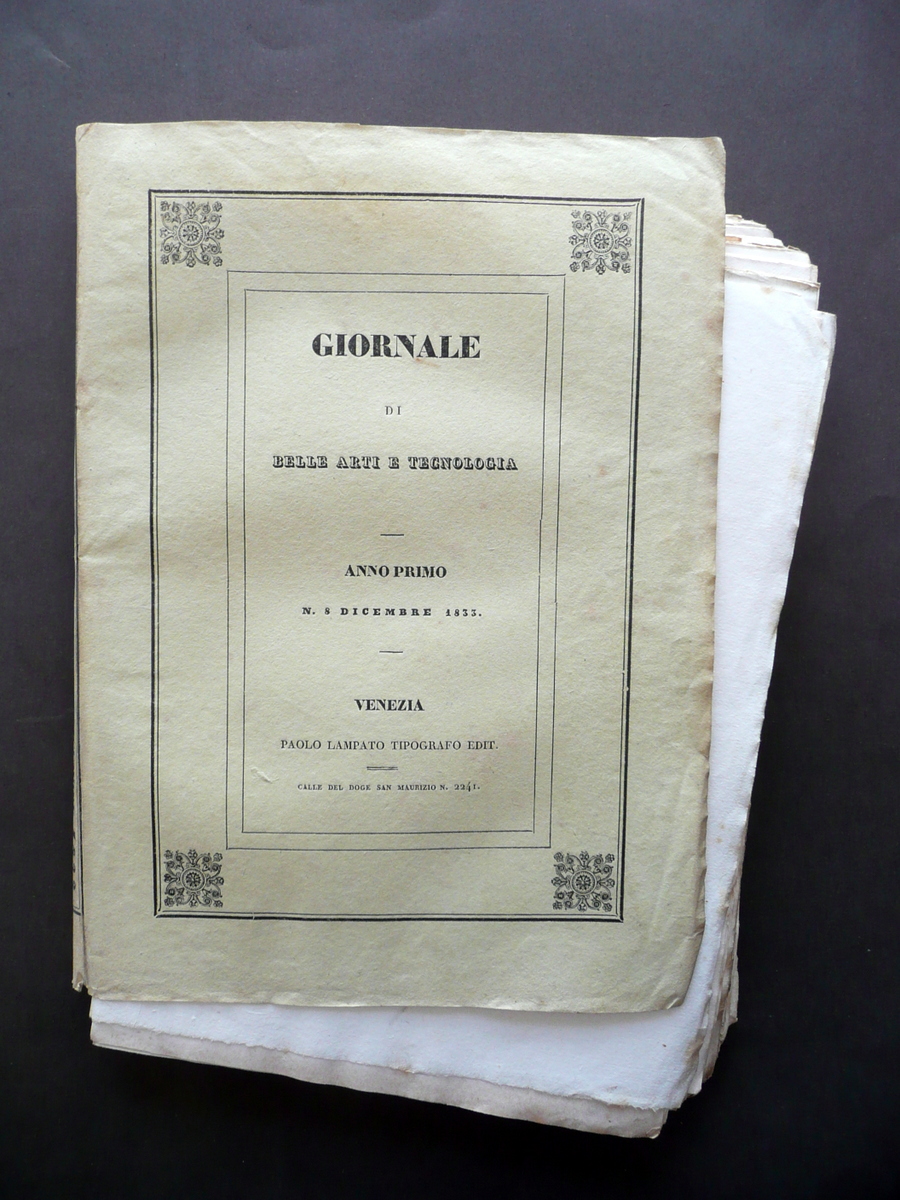 GIORNALE
DI
BELLE ARTI E TECNOLOGIA
ANNO PRIMO
N. 8 DICEMBRE 1833.
VENEZIA
PAOLO LAMPATO TIPOGRAFO EDIT.
CALLE DEL DOGE SAN MAURIZIO N. 2241.